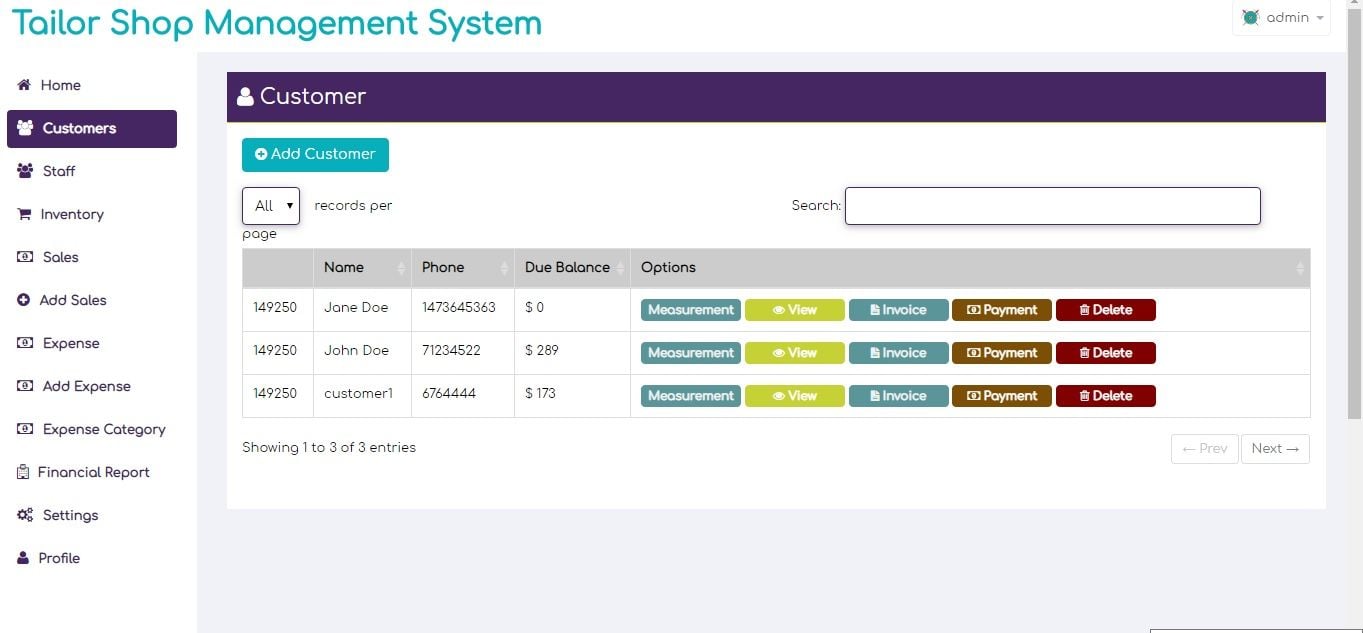 Tailor Shop Management System
admin
Home
Customers
Staff
Inventory
Sales
Add Sales
Expense
Add Expense
Expense Category
Financial Report
Settings
Profile
Customer
Add Customer
All records per page
Search:
Name Phone Due Balance Options
149250 Jane Doe 1473645363 $ 0 Measurement View Invoice Payment Delete
149250 John Doe 71234522 $ 289 Measurement View Invoice Payment Delete
149250 customer1 6764444 $ 173 Measurement View Invoice Payment Delete
Showing 1 to 3 of 3 entries
← Prev Next →